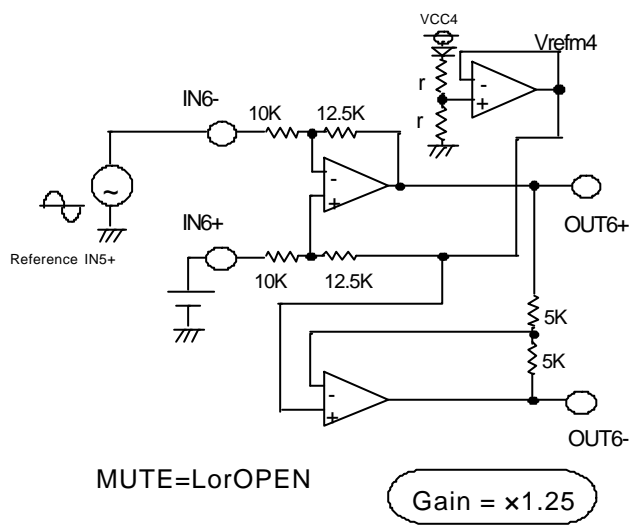 VCC4
Vrefm4
r
r
IN6-
10K
12.5K
-
+
-
+
~
IN6+
OUT6+
Reference IN5+
10K
12.5K
5K
5K
-
+
OUT6-
MUTE=LorOPEN
Gain = ×1.25